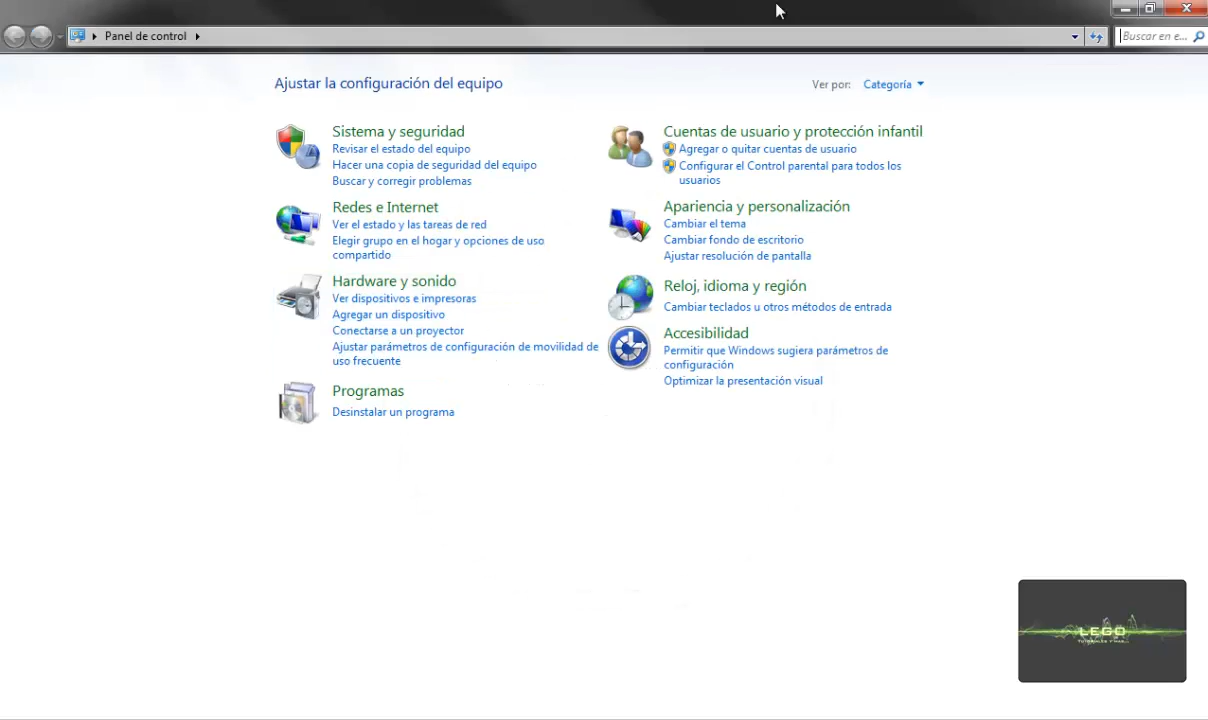 Panel de control
Buscar en e...
Ajustar la configuración del equipo
Ver por: Categoría
Sistema y seguridad
Revisar el estado del equipo
Hacer una copia de seguridad del equipo
Buscar y corregir problemas
Redes e Internet
Ver el estado y las tareas de red
Elegir grupo en el hogar y opciones de uso
compartido
Hardware y sonido
Ver dispositivos e impresoras
Agregar un dispositivo
Conectarse a un proyector
Ajustar parámetros de configuración de movilidad de
uso frecuente
Programas
Desinstalar un programa
Cuentas de usuario y protección infantil
Agregar o quitar cuentas de usuario
Configurar el Control parental para todos los
usuarios
Apariencia y personalización
Cambiar el tema
Cambiar fondo de escritorio
Ajustar resolución de pantalla
Reloj, idioma y región
Cambiar teclados u otros métodos de entrada
Accesibilidad
Permitir que Windows sugiera parámetros de
configuración
Optimizar la presentación visual
LEGO